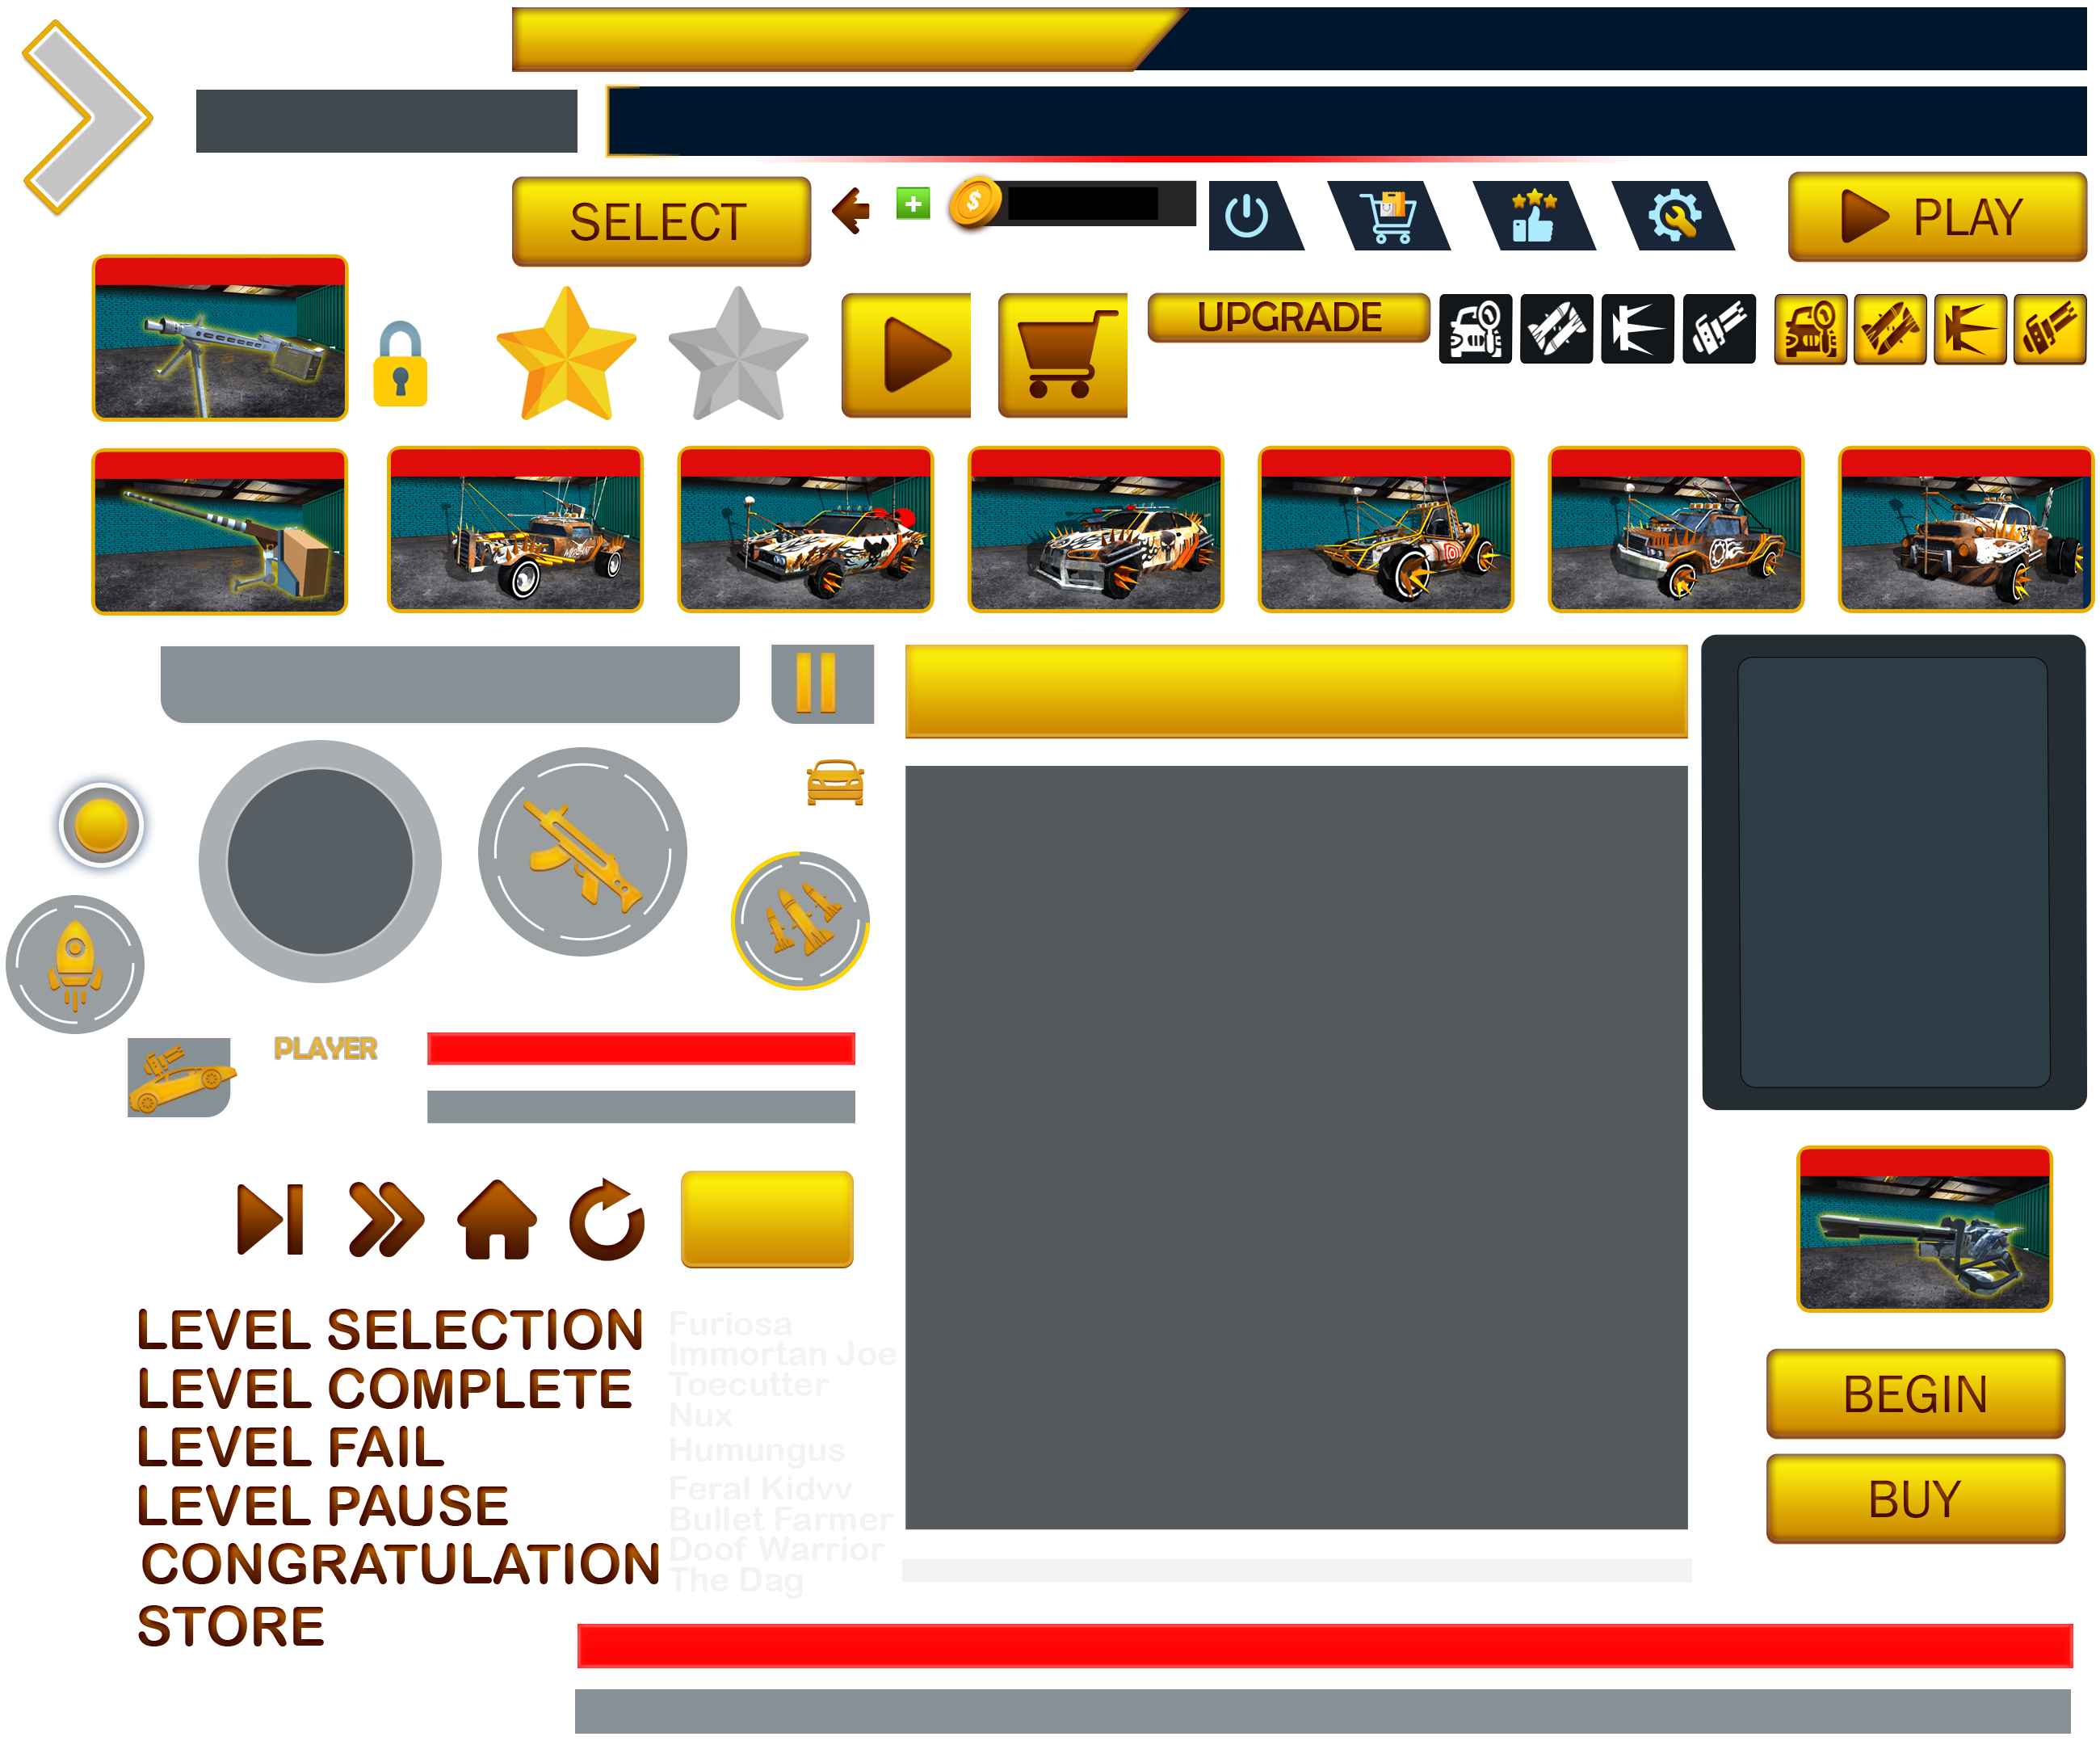 SELECT
PLAY
UPGRADE
PLAYER
LEVEL SELECTION
LEVEL COMPLETE
LEVEL FAIL
LEVEL PAUSE
CONGRATULATION
STORE
Furiosa
Immortan Joe
Toecutter
Nux
Humungus
Feral Kidvv
Bullet Farmer
Doof Warrior
The Dag
BEGIN
BUY